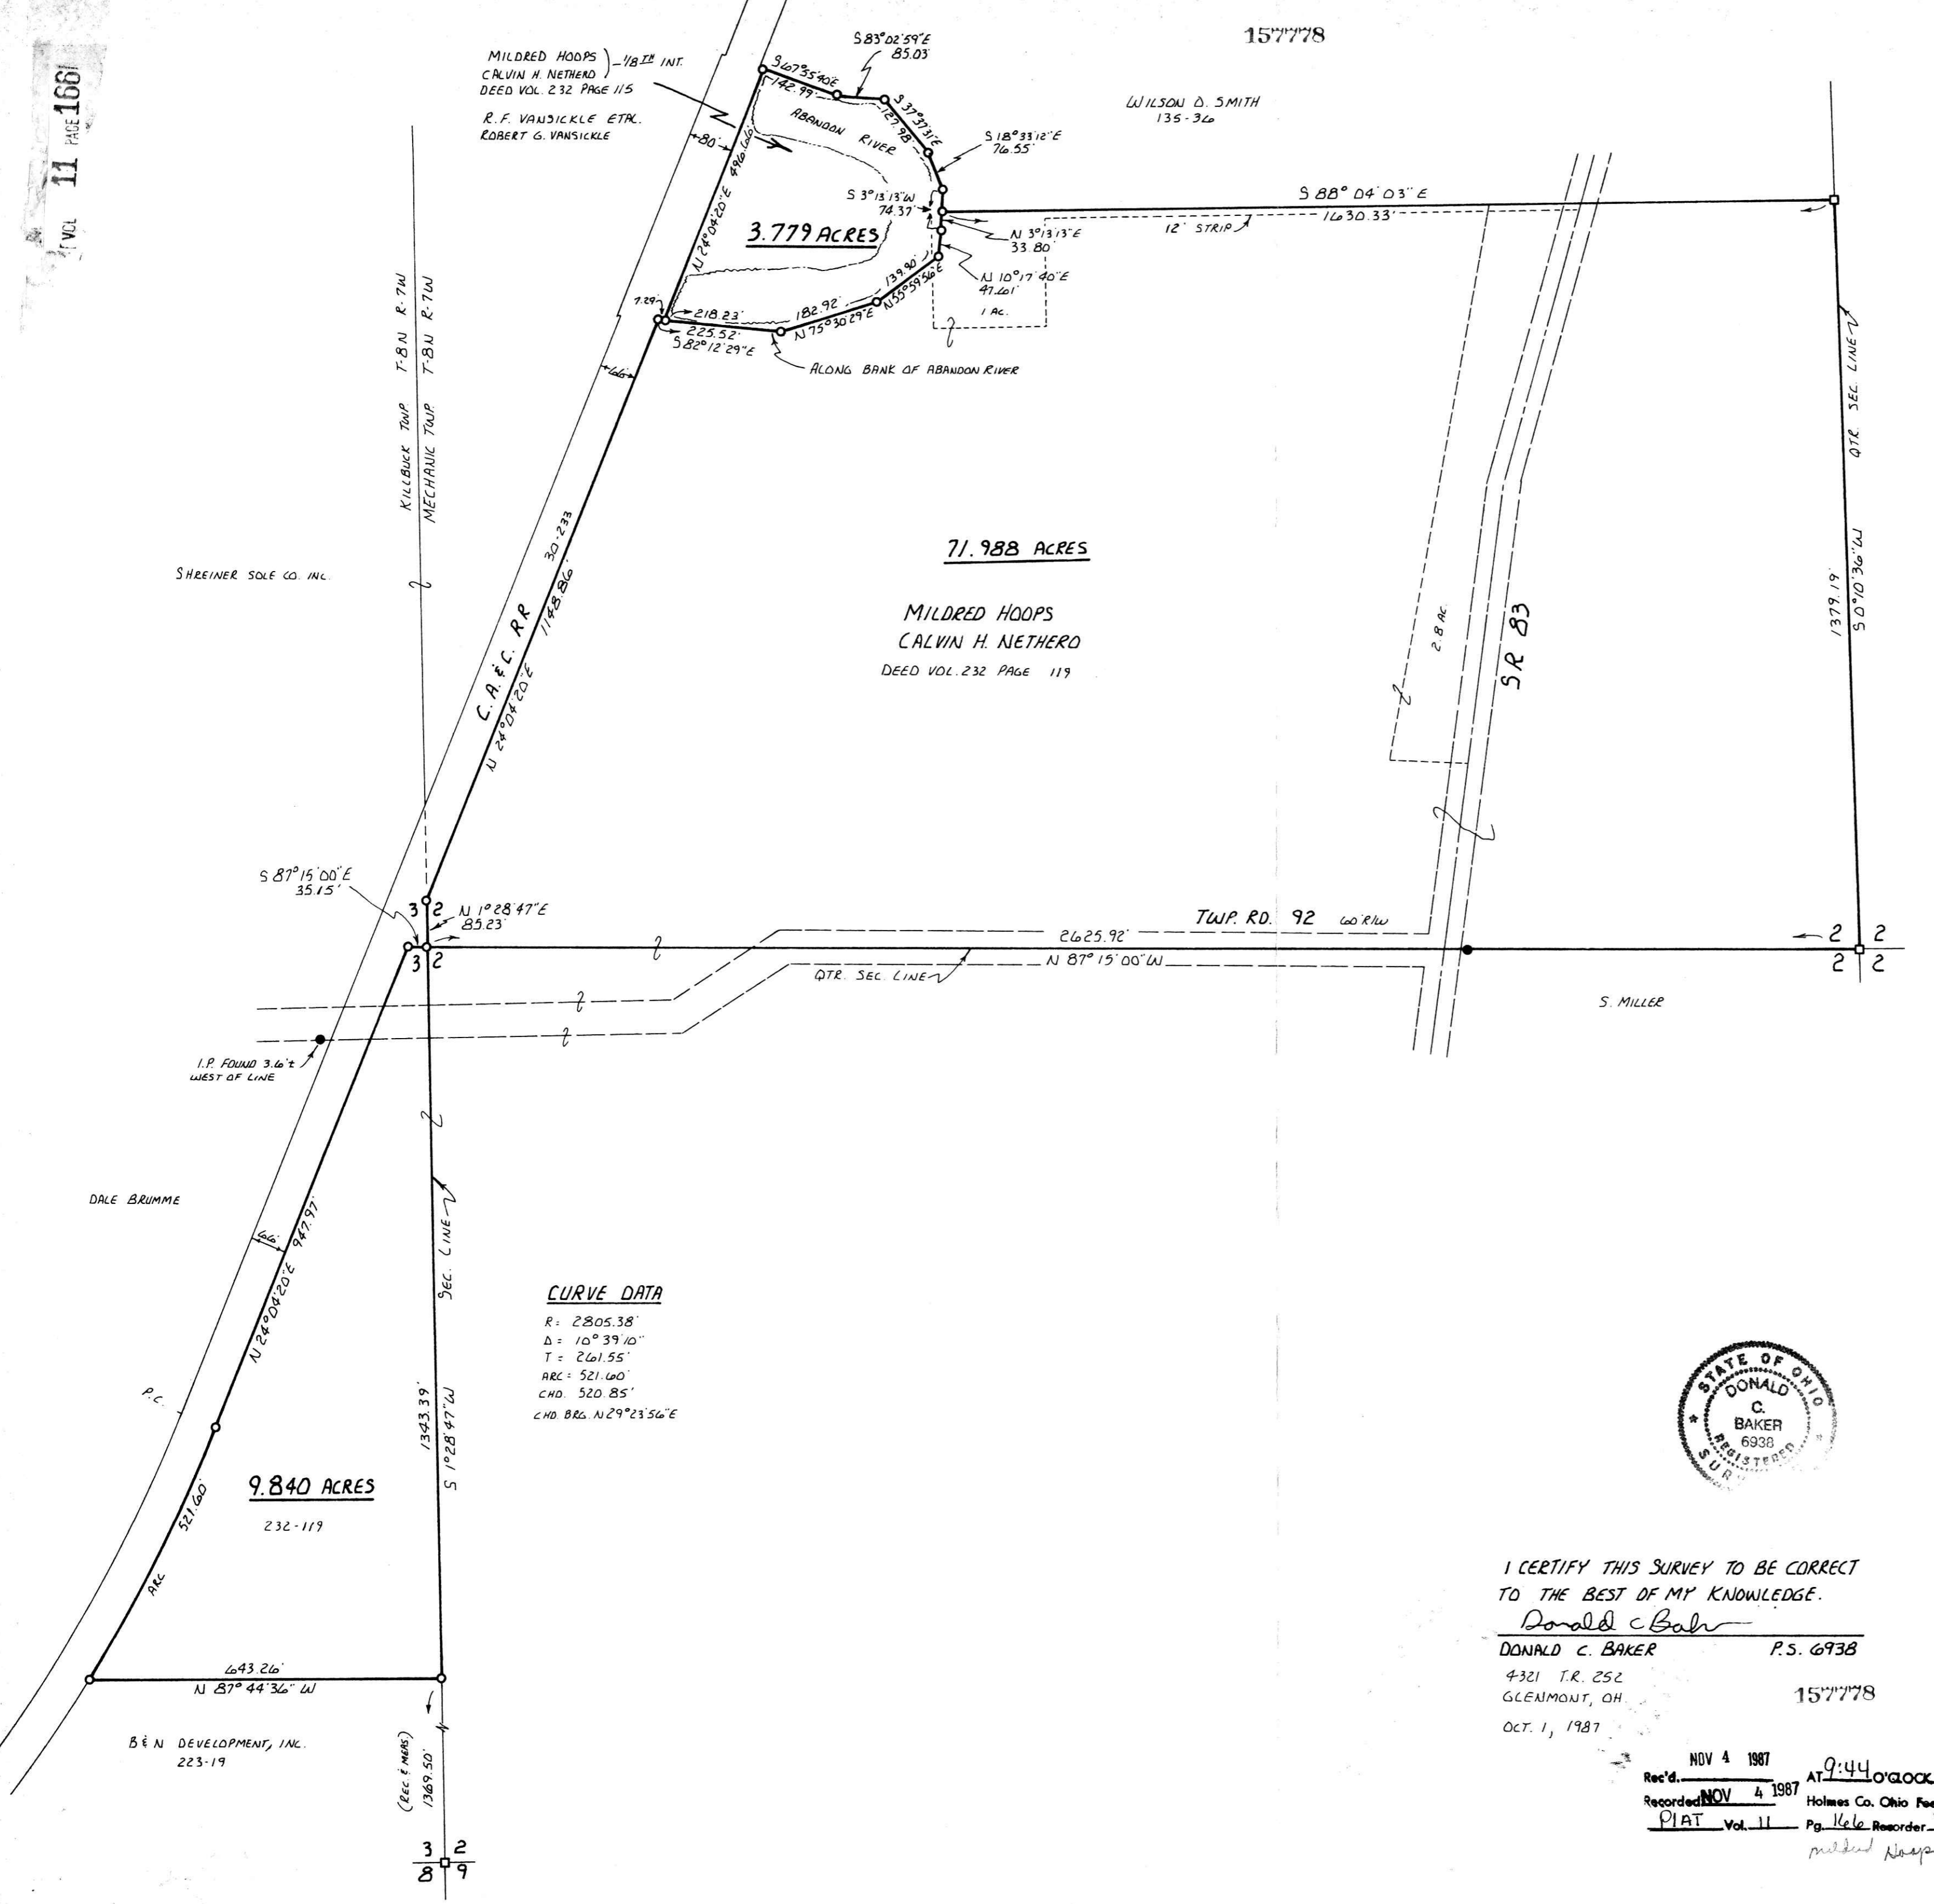 157778
VOL 11 PAGE 166
MILDRED HOOPS
CALVIN H. NETHERO
1/8TH INT.
DEED VOL. 232 PAGE 115
R.F. VANSICKLE ETAL.
ROBERT G. VANSICKLE
S 83° 02' 59" E
85.03'
S 67° 55' 40" E
142.99'
ABANDON RIVER
S 37° 37' 31" E
127.98'
S 18° 33' 12" E
76.55'
WILSON D. SMITH
135-36
80'
N 24° 04' 20" E 496.66'
S 3° 13' 13" W
74.37'
3.779 ACRES
S 88° 04' 03" E
1630.33'
12' STRIP
N 3° 13' 13" E
33.80'
N 10° 17' 40" E
47.61'
1 AC.
139.90'
N 55° 59' 56" E
182.92'
N 75° 30' 29" E
7.29'
218.23'
225.52'
S 82° 12' 29" E
ALONG BANK OF ABANDON RIVER
66'
KILLBUCK TWP. T-8N R-7W
MECHANIC TWP. T-8N R-7W
QTR. SEC. LINE
1379.19'
S 0° 10' 36" W
SHREINER SOLE CO. INC.
C. A. & C. RR 30-233
N 24° 04' 20" E 1148.86'
71.988 ACRES
MILDRED HOOPS
CALVIN H. NETHERO
DEED VOL. 232 PAGE 119
2.8 AC.
SR 83
S 87° 15' 00" E
35.15'
3 2
N 1° 28' 47" E
85.23'
3 2
TWP. RD. 92 60' R/W
2625.92'
N 87° 15' 00" W
QTR. SEC. LINE
2 2
2 2
S. MILLER
I.P. FOUND 3.6'±
WEST OF LINE
DALE BRUMME
66'
N 24° 04' 20" E 947.97'
SEC. LINE
1343.39'
S 1° 28' 47" W
P.C.
CURVE DATA
R = 2805.38'
Δ = 10° 39' 10"
T = 261.55'
ARC = 521.60'
CHD. 520.85'
CHD. BRG. N 29° 23' 56" E
9.840 ACRES
232-119
ARC 521.60'
643.26'
N 87° 44' 36" W
B & N DEVELOPMENT, INC.
223-19
(REC. & MEAS)
1369.50'
3 2
8 9
STATE OF OHIO
DONALD
C.
BAKER
6938
REGISTERED
I CERTIFY THIS SURVEY TO BE CORRECT
TO THE BEST OF MY KNOWLEDGE.
Donald C Baker
DONALD C. BAKER P.S. 6938
4321 T.R. 252
GLENMONT, OH.
157778
OCT. 1, 1987
Rec'd. NOV 4 1987 AT 9:44 O'CLOCK
Recorded NOV 4 1987 Holmes Co. Ohio Fee
PLAT Vol. 11 Pg. 166 Recorder
Mildred Hoops